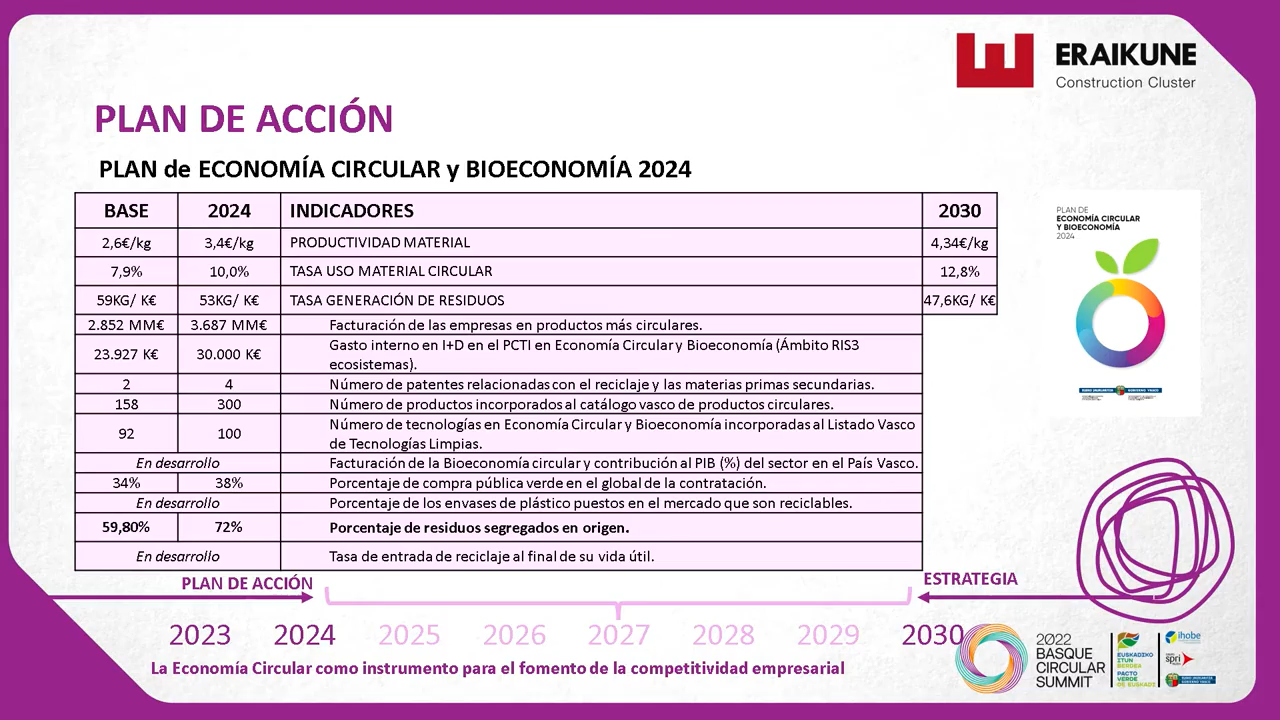 ERAIKUNE
Construction Cluster
PLAN DE ACCIÓN
PLAN de ECONOMÍA CIRCULAR y BIOECONOMÍA 2024
BASE 2024 INDICADORES 2030
2,6€/kg 3,4€/kg PRODUCTIVIDAD MATERIAL 4,34€/kg
7,9% 10,0% TASA USO MATERIAL CIRCULAR 12,8%
59KG/ K€ 53KG/ K€ TASA GENERACIÓN DE RESIDUOS 47,6KG/ K€
2.852 MM€ 3.687 MM€ Facturación de las empresas en productos más circulares.
23.927 K€ 30.000 K€ Gasto interno en I+D en el PCTI en Economía Circular y Bioeconomía (Ámbito RIS3
ecosistemas).
2 4 Número de patentes relacionadas con el reciclaje y las materias primas secundarias.
158 300 Número de productos incorporados al catálogo vasco de productos circulares.
92 100 Número de tecnologías en Economía Circular y Bioeconomía incorporadas al Listado Vasco
de Tecnologías Limpias.
En desarrollo Facturación de la Bioeconomía circular y contribución al PIB (%) del sector en el País Vasco.
34% 38% Porcentaje de compra pública verde en el global de la contratación.
En desarrollo Porcentaje de los envases de plástico puestos en el mercado que son reciclables.
59,80% 72% Porcentaje de residuos segregados en origen.
En desarrollo Tasa de entrada de reciclaje al final de su vida útil.
PLAN DE
ECONOMÍA CIRCULAR
Y BIOECONOMÍA
2024
PLAN DE ACCIÓN
ESTRATEGIA
2023 2024 2025 2026 2027 2028 2029 2030
La Economía Circular como instrumento para el fomento de la competitividad empresarial
2022
BASQUE
CIRCULAR
SUMMIT
EUSKADIKO
ITUN
BERDEA
PACTO
VERDE
DE EUSKADI
ihobe
spri